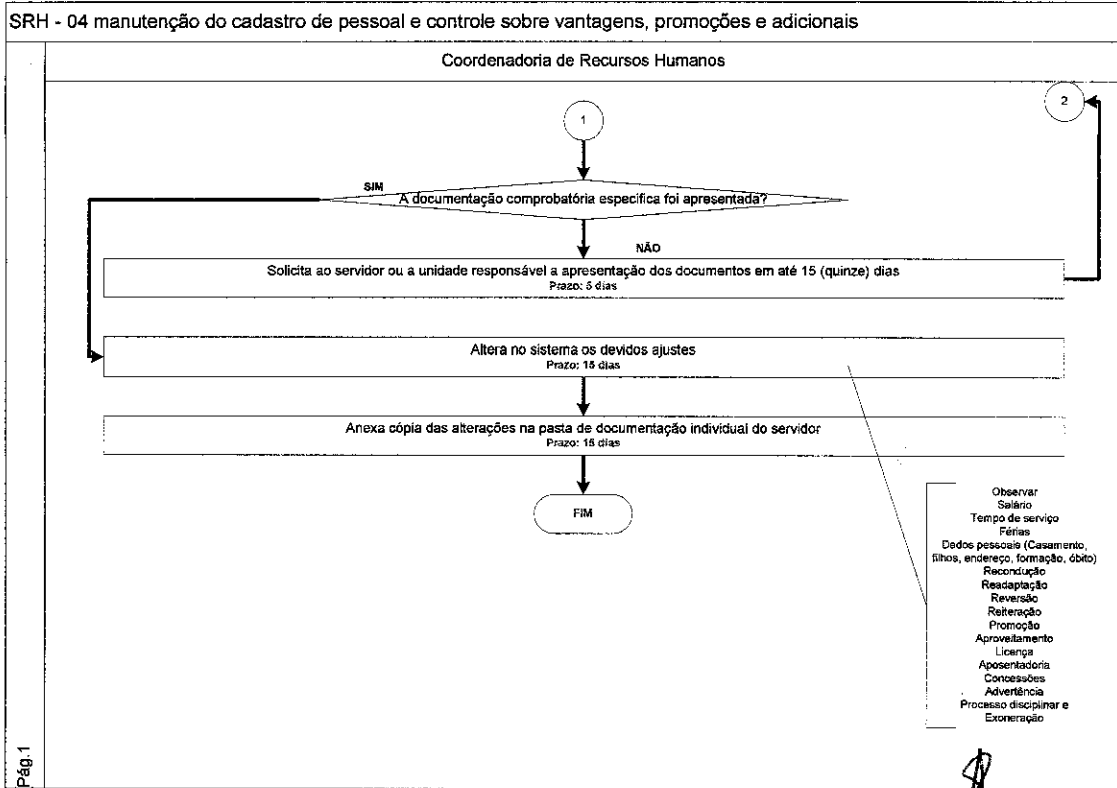 SRH - 04 manutenção do cadastro de pessoal e controle sobre vantagens, promoções e adicionais
Coordenadoria de Recursos Humanos
1
2
SIM
A documentação comprobatória especifica foi apresentada?
NÃO
Solicita ao servidor ou a unidade responsável a apresentação dos documentos em até 15 (quinze) dias
Prazo: 5 dias
Altera no sistema os devidos ajustes
Prazo: 15 dias
Anexa cópia das alterações na pasta de documentação individual do servidor
Prazo: 15 dias
FIM
Observar
Salário
Tempo de serviço
Férias
Dados pessoais (Casamento,
filhos, endereço, formação, óbito)
Recondução
Readaptação
Reversão
Reiteração
Promoção
Aproveitamento
Licença
Aposentadoria
Concessões
Advertência
Processo disciplinar e
Exoneração
Pág.1